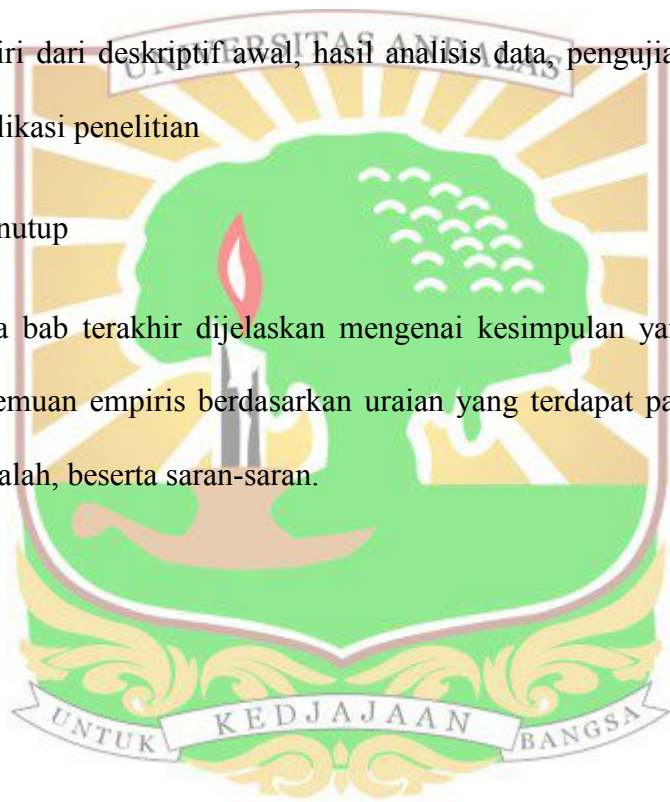 UNIVERSITAS ANDALAS
iri dari deskriptif awal, hasil analisis data, pengujia
likasi penelitian
nutup
a bab terakhir dijelaskan mengenai kesimpulan ya
emuan empiris berdasarkan uraian yang terdapat pa
alah, beserta saran-saran.
UNTUK KEDJAJAAN BANGSA